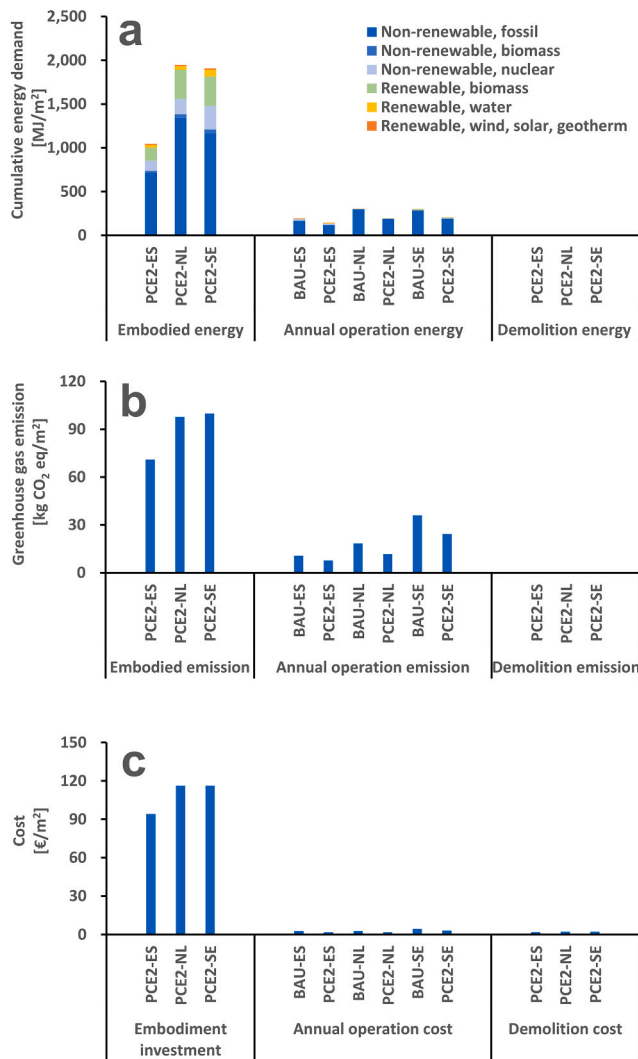 a
Cumulative energy demand
[MJ/m²]
2,500
2,000
1,500
1,000
500
0
Non-renewable, fossil
Non-renewable, biomass
Non-renewable, nuclear
Renewable, biomass
Renewable, water
Renewable, wind, solar, geotherm
PCE2-ES
PCE2-NL
PCE2-SE
BAU-ES
PCE2-ES
BAU-NL
PCE2-NL
BAU-SE
PCE2-SE
PCE2-ES
PCE2-NL
PCE2-SE
Embodied energy
Annual operation energy
Demolition energy
b
Greenhouse gas emission
[kg CO₂ eq/m²]
120
90
60
30
0
PCE2-ES
PCE2-NL
PCE2-SE
BAU-ES
PCE2-ES
BAU-NL
PCE2-NL
BAU-SE
PCE2-SE
PCE2-ES
PCE2-NL
PCE2-SE
Embodied emission
Annual operation emission
Demolition emission
c
Cost
[€/m²]
150
120
90
60
30
0
PCE2-ES
PCE2-NL
PCE2-SE
BAU-ES
PCE2-ES
BAU-NL
PCE2-NL
BAU-SE
PCE2-SE
PCE2-ES
PCE2-NL
PCE2-SE
Embodiment
investment
Annual operation cost
Demolition cost